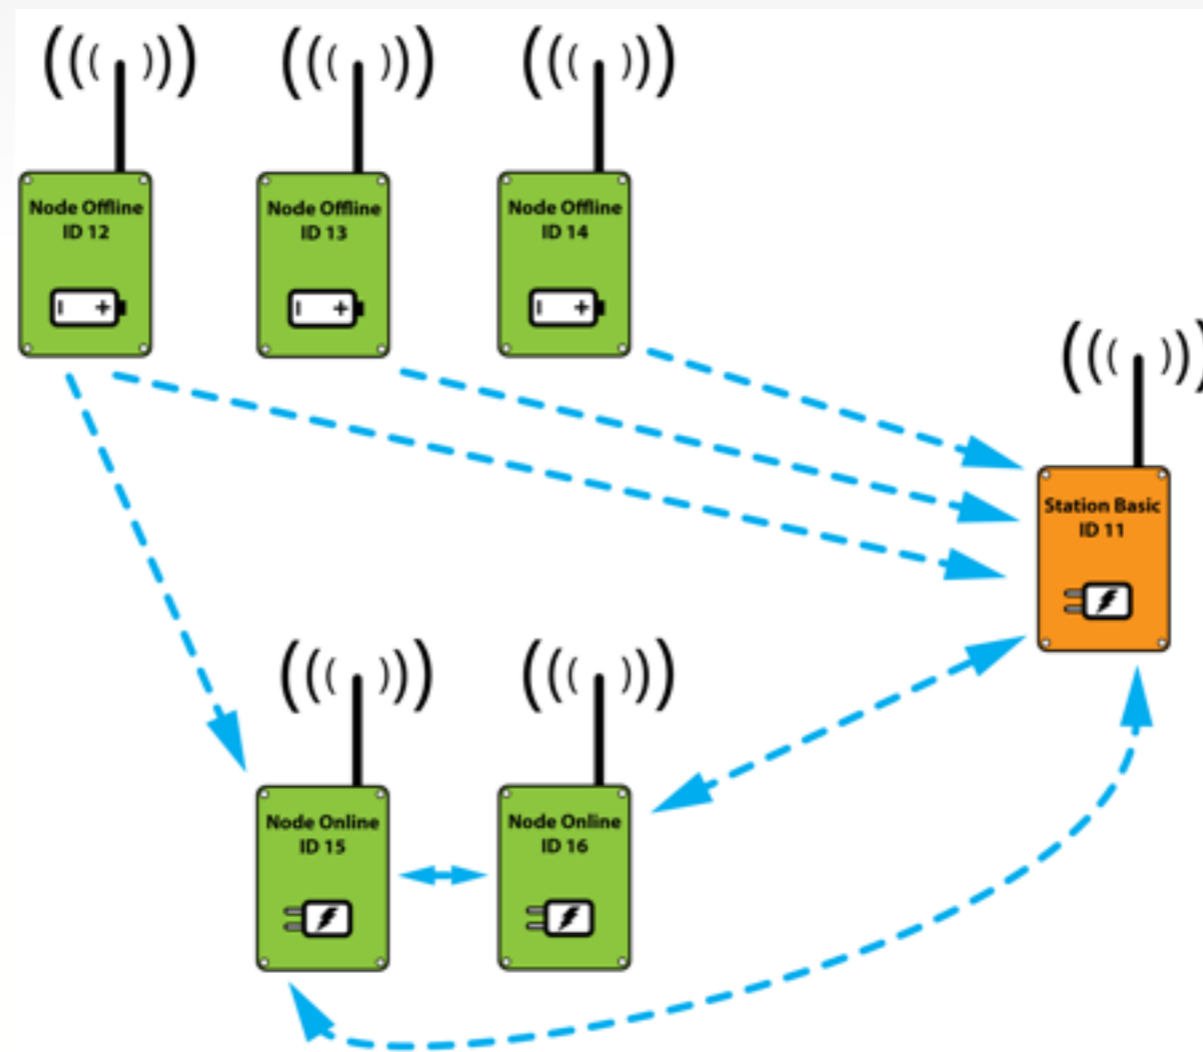 Node Offline
ID 12
Node Offline
ID 13
Node Offline
ID 14
Station Basic
ID 11
Node Online
ID 15
Node Online
ID 16